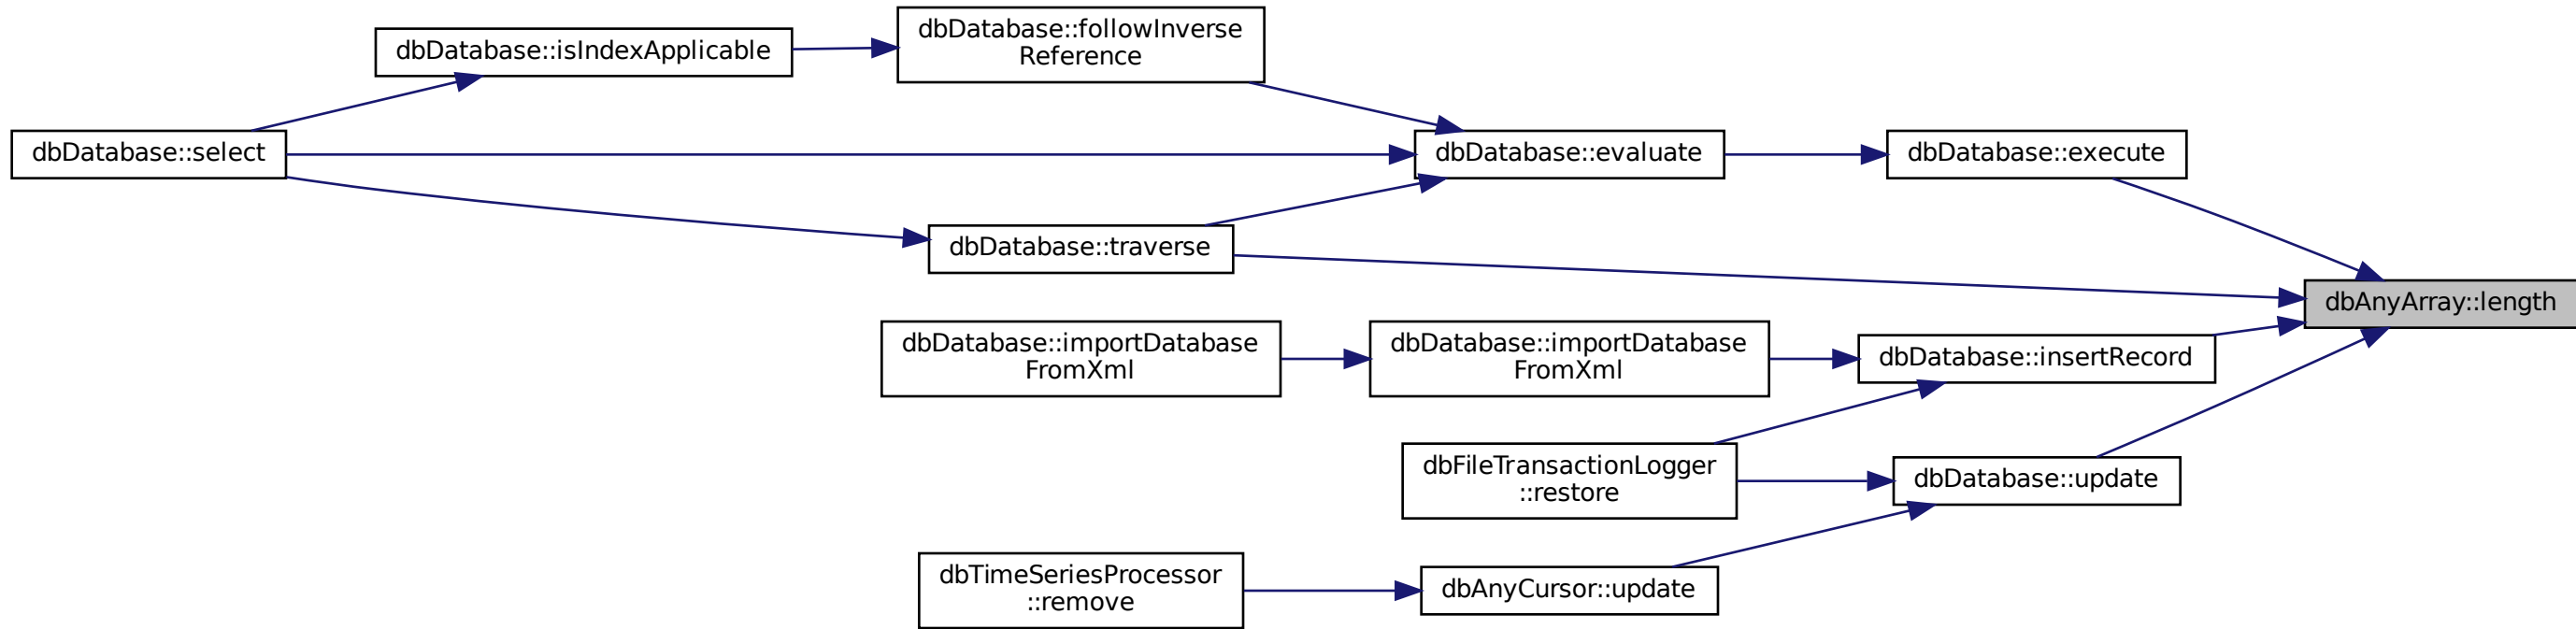 dbDatabase::followInverse
Reference
dbDatabase::isIndexApplicable
dbDatabase::select
dbDatabase::evaluate
dbDatabase::execute
dbDatabase::traverse
dbAnyArray::length
dbDatabase::importDatabase
FromXml
dbDatabase::importDatabase
FromXml
dbDatabase::insertRecord
dbFileTransactionLogger
::restore
dbDatabase::update
dbTimeSeriesProcessor
::remove
dbAnyCursor::update